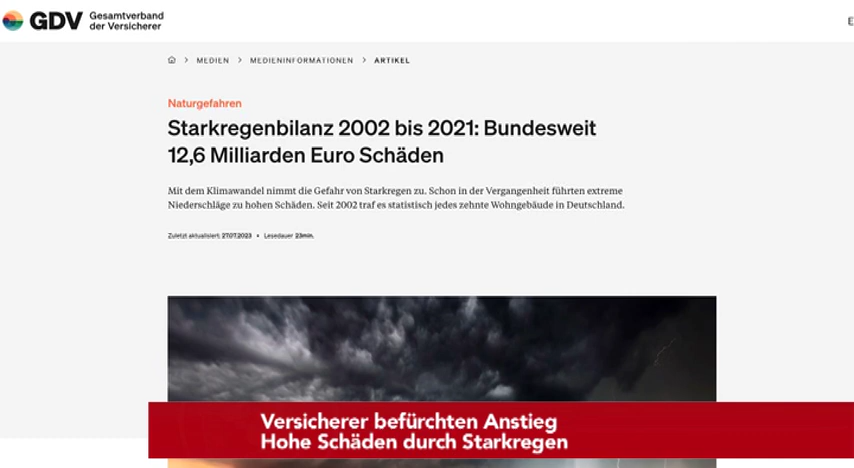 GDV Gesamtverband
der Versicherer
E
MEDIEN > MEDIENINFORMATIONEN > ARTIKEL
Naturgefahren
Starkregenbilanz 2002 bis 2021: Bundesweit
12,6 Milliarden Euro Schäden
Mit dem Klimawandel nimmt die Gefahr von Starkregen zu. Schon in der Vergangenheit führten extreme
Niederschläge zu hohen Schäden. Seit 2002 traf es statistisch jedes zehnte Wohngebäude in Deutschland.
Zuletzt aktualisiert: 27.07.2023 • Lesedauer 23min.
Versicherer befürchten Anstieg
Hohe Schäden durch Starkregen